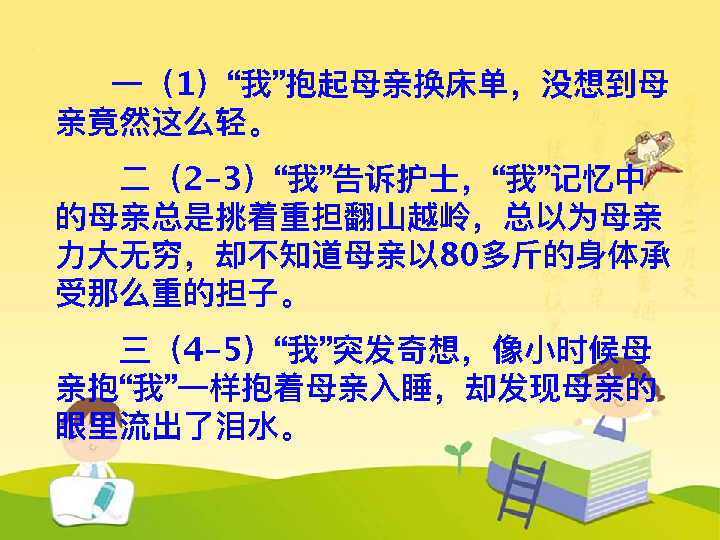 一（1）“我”抱起母亲换床单，没想到母
亲竟然这么轻。
二（2-3）“我”告诉护士，“我”记忆中
的母亲总是挑着重担翻山越岭，总以为母亲
力大无穷，却不知道母亲以80多斤的身体承
受那么重的担子。
三（4-5）“我”突发奇想，像小时候母
亲抱“我”一样抱着母亲入睡，却发现母亲的
眼里流出了泪水。